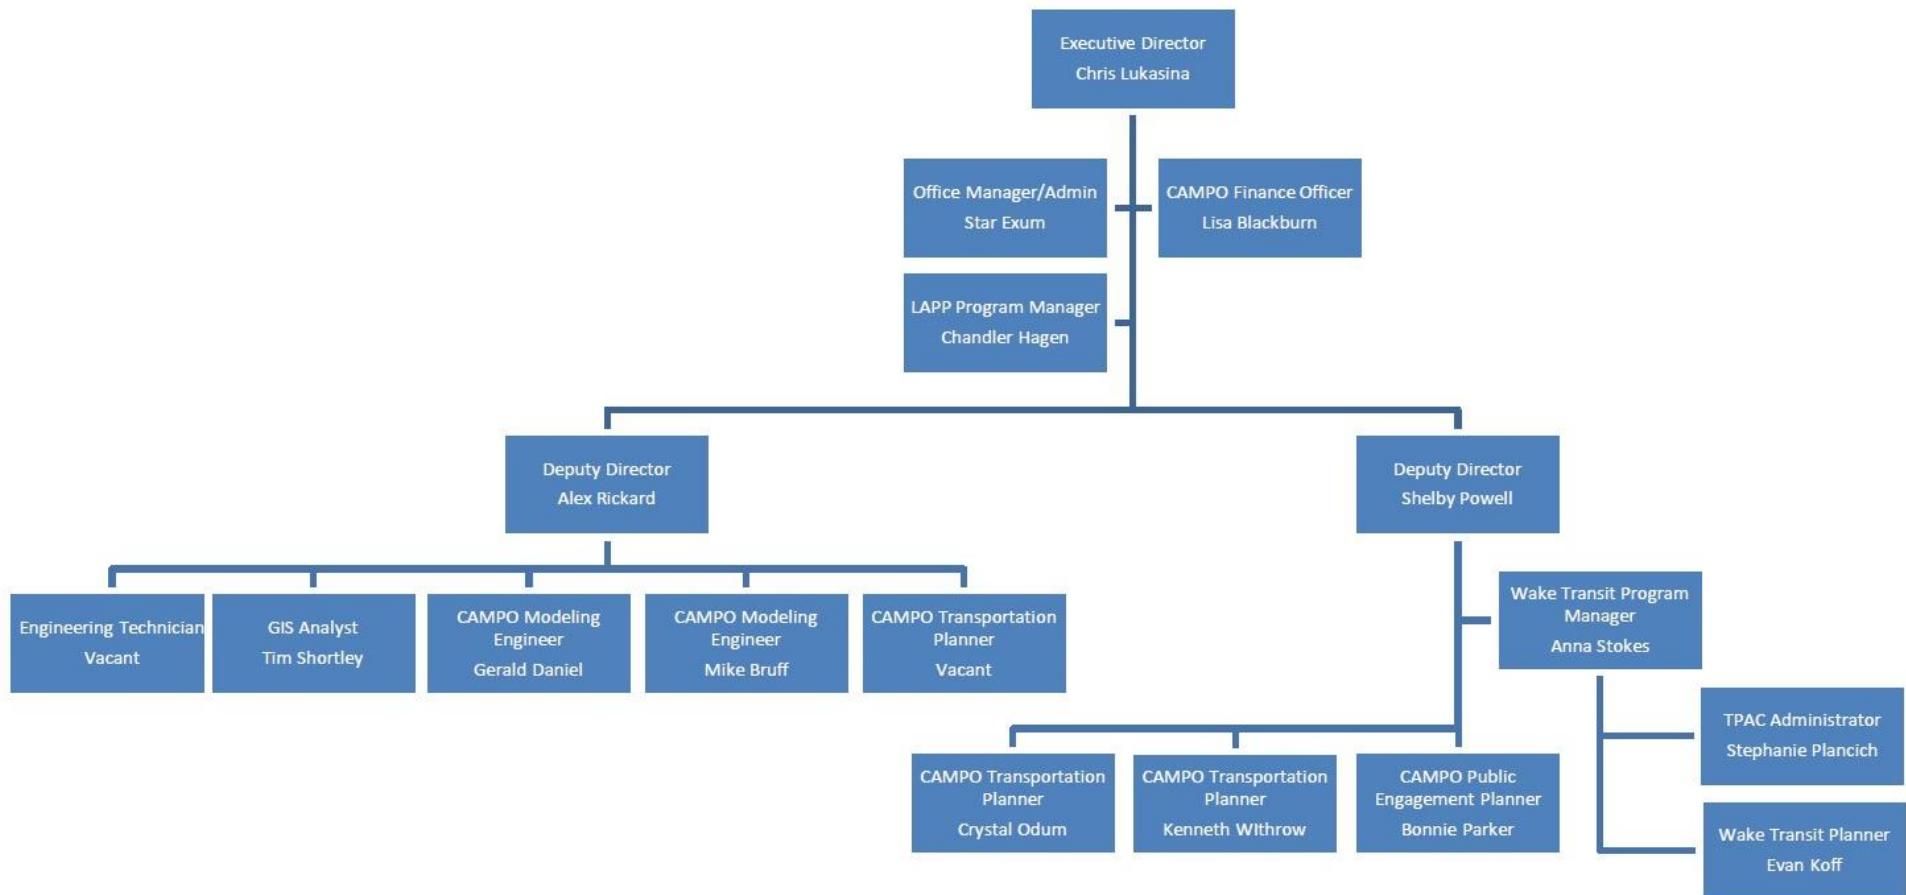 Executive Director
Chris Lukasina
Office Manager/Admin
Star Exum
CAMPO Finance Officer
Lisa Blackburn
LAPP Program Manager
Chandler Hagen
Deputy Director
Alex Rickard
Deputy Director
Shelby Powell
Engineering Technician
Vacant
GIS Analyst
Tim Shortley
CAMPO Modeling
Engineer
Gerald Daniel
CAMPO Modeling
Engineer
Mike Bruff
CAMPO Transportation
Planner
Vacant
Wake Transit Program
Manager
Anna Stokes
TPAC Administrator
Stephanie Plancich
CAMPO Transportation
Planner
Crystal Odum
CAMPO Transportation
Planner
Kenneth WIthrow
CAMPO Public
Engagement Planner
Bonnie Parker
Wake Transit Planner
Evan Koff